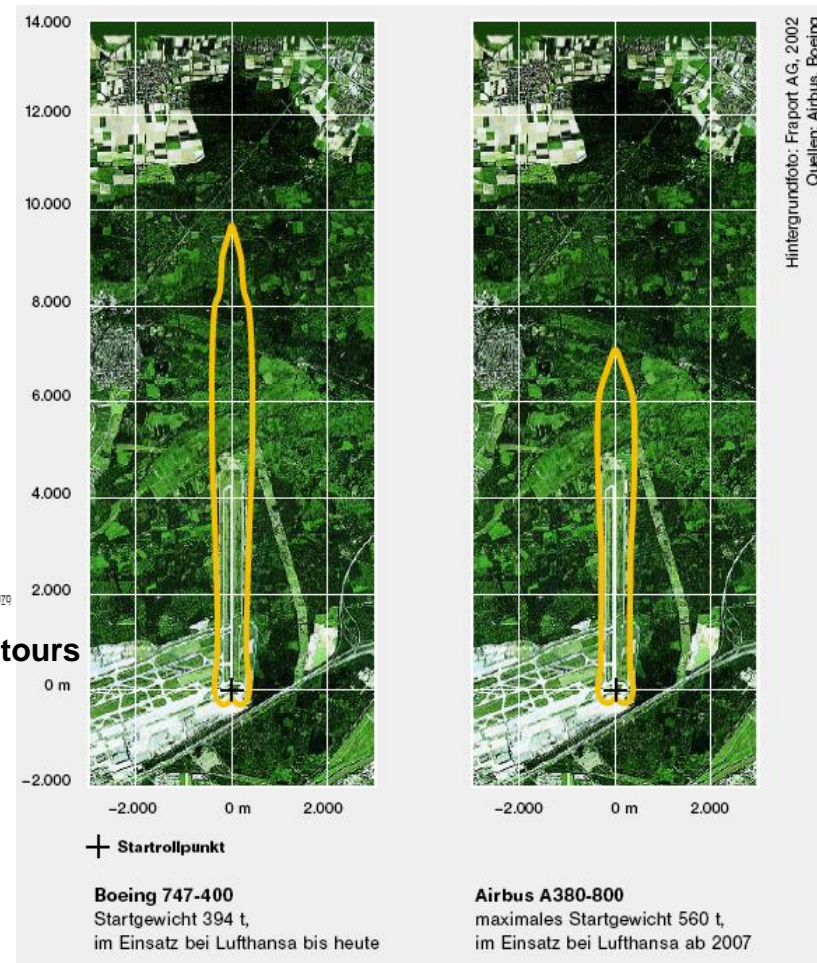 14.000
12.000
10.000
8.000
6.000
4.000
2.000
0 m
−2.000
tours
−2.000
0 m
2.000
−2.000
0 m
2.000
Startrollpunkt
Boeing 747-400
Startgewicht 394 t,
im Einsatz bei Lufthansa bis heute
Airbus A380-800
maximales Startgewicht 560 t,
im Einsatz bei Lufthansa ab 2007
Hintergrundfoto: Fraport AG, 2002
Quellen: Airbus, Boeing